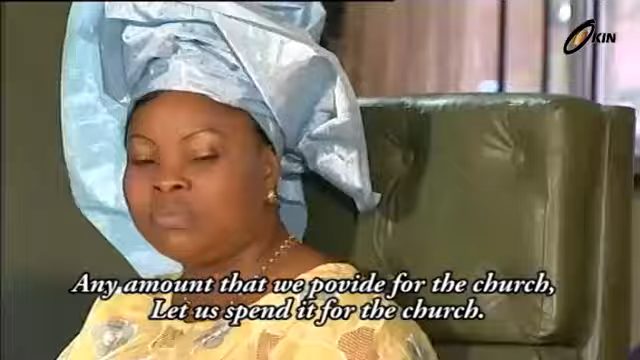 OKIN
Any amount that we povide for the church,
Let us spend it for the church.